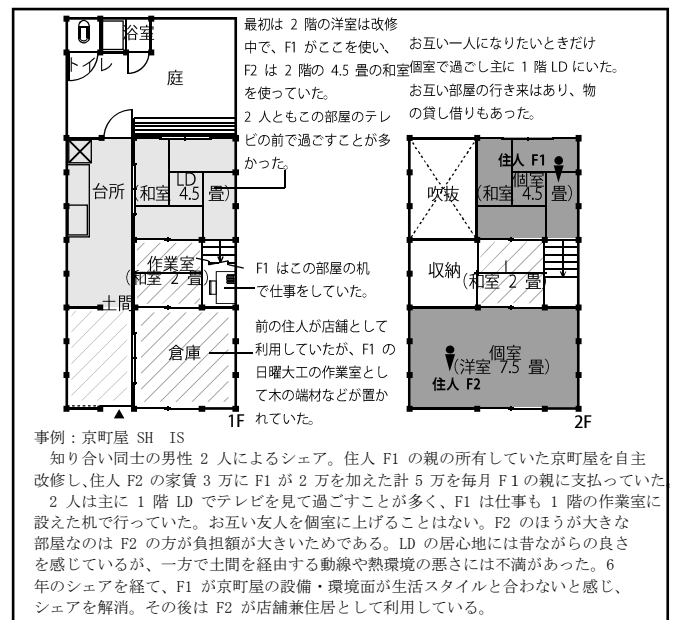 浴室
トイレ
庭
最初は 2 階の洋室は改修
中で、F1 がここを使い、
F2 は 2 階の 4.5 畳の和室
を使っていた。
2 人ともこの部屋のテレ
ビの前で過ごすことが多
かった。
お互い一人になりたいときだけ
個室で過ごし主に 1 階 LD にいた。
お互い部屋の行き来はあり、物
の貸し借りもあった。
台所
LD
(和室 4.5 畳)
作業室
(和室 2 畳)
土間
倉庫
F1 はこの部屋の机
で仕事をしていた。
前の住人が店舗として
利用していたが、F1 の
日曜大工の作業室とし
て木の端材などが置か
れていた。
1F
吹抜
住人 F1
個室
(和室 4.5 畳)
収納
(和室 2 畳)
個室
(洋室 7.5 畳)
住人 F2
2F
事例：京町屋 SH IS
知り合い同士の男性 2 人によるシェア。住人 F1 の親の所有していた京町屋を自主
改修し、住人 F2 の家賃 3 万に F1 が 2 万を加えた計 5 万を毎月 F１の親に支払っていた。
2 人は主に 1 階 LD でテレビを見て過ごすことが多く、F1 は仕事も 1 階の作業室に
設えた机で行っていた。お互い友人を個室に上げることはない。F2 のほうが大きな
部屋なのは F2 の方が負担額が大きいためである。LD の居心地には昔ながらの良さ
を感じているが、一方で土間を経由する動線や熱環境の悪さには不満があった。6
年のシェアを経て、F1 が京町屋の設備・環境面が生活スタイルと合わないと感じ、
シェアを解消。その後は F2 が店舗兼住居として利用している。